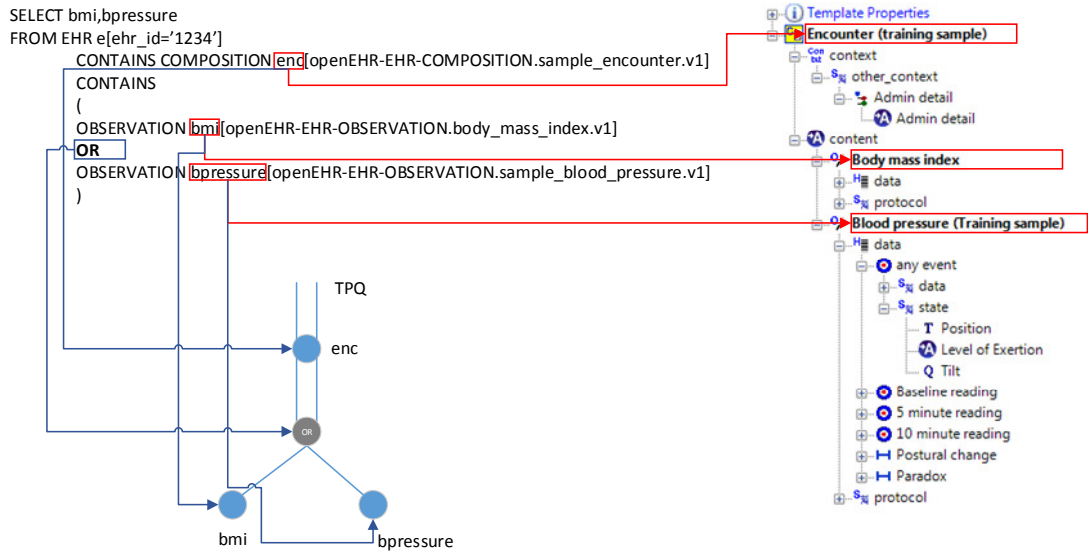 SELECT bmi,bpressure
FROM EHR e[ehr_id=’1234’]
CONTAINS COMPOSITION enc[openEHR-EHR-COMPOSITION.sample_encounter.v1]
CONTAINS
(
OBSERVATION bmi[openEHR-EHR-OBSERVATION.body_mass_index.v1]
OR
OBSERVATION bpressure[openEHR-EHR-OBSERVATION.sample_blood_pressure.v1]
)
TPQ
enc
OR
bmi
bpressure
Template Properties
Encounter (training sample)
context
other_context
Admin detail
Admin detail
content
Body mass index
data
protocol
Blood pressure (Training sample)
data
any event
data
state
T Position
Level of Exertion
Q Tilt
Baseline reading
5 minute reading
10 minute reading
Postural change
Paradox
protocol